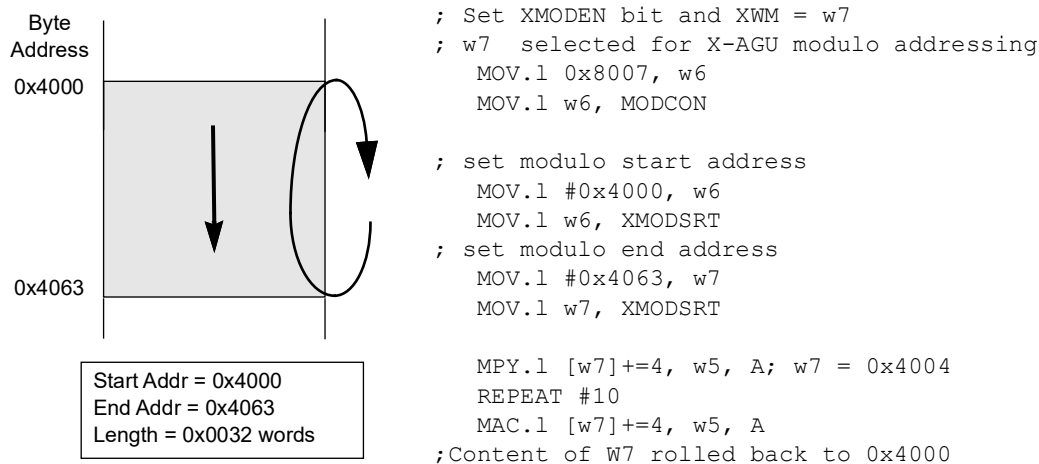 Byte
Address
0x4000
0x4063
Start Addr = 0x4000
End Addr = 0x4063
Length = 0x0032 words
; Set XMODEN bit and XWM = w7
; w7  selected for X-AGU modulo addressing
MOV.l 0x8007, w6
MOV.l w6, MODCON
; set modulo start address
MOV.l #0x4000, w6
MOV.l w6, XMODSRT
; set modulo end address
MOV.l #0x4063, w7
MOV.l w7, XMODSRT
MPY.l [w7]+=4, w5, A; w7 = 0x4004
REPEAT #10
MAC.l [w7]+=4, w5, A
;Content of W7 rolled back to 0x4000